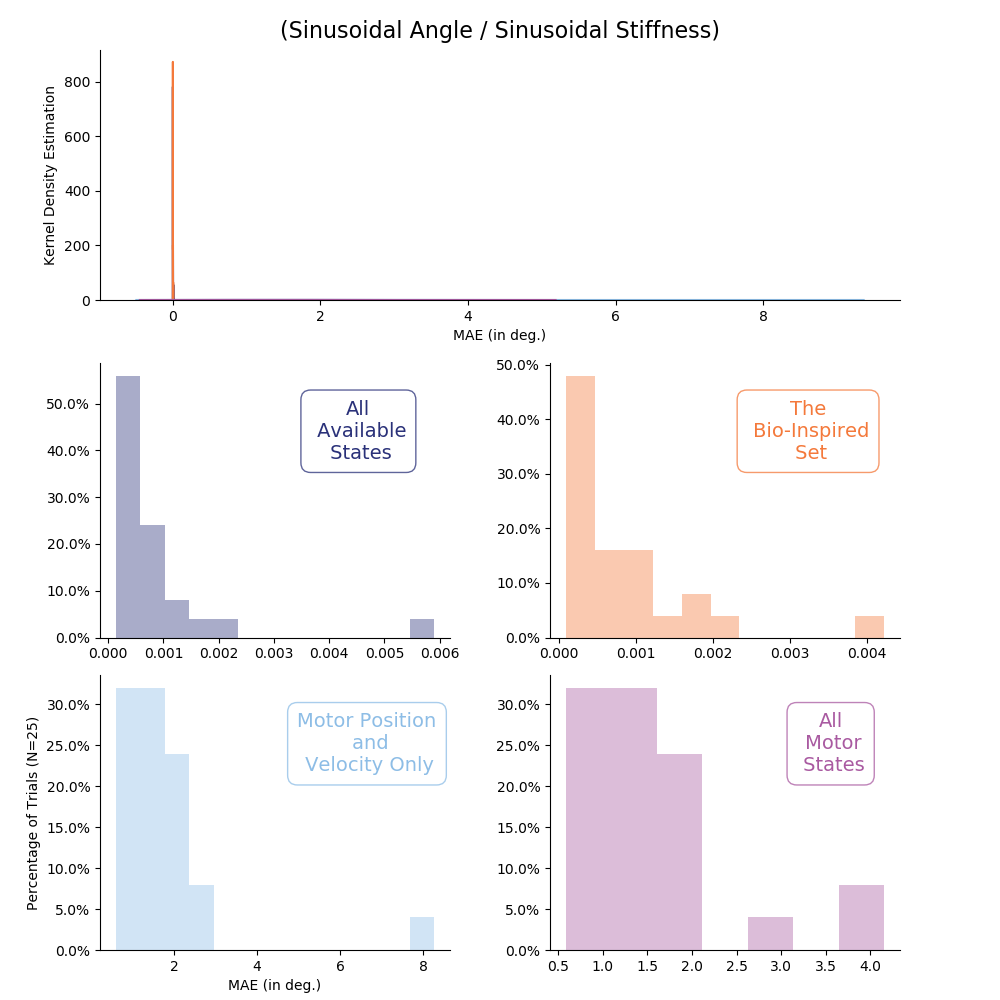 (Sinusoidal Angle / Sinusoidal Stiffness)
Kernel Density Estimation
800
600
400
200
0
0 2 4 6 8
MAE (in deg.)
50.0%
40.0%
30.0%
20.0%
10.0%
0.0%
0.000 0.001 0.002 0.003 0.004 0.005 0.006
All
Available
States
50.0%
40.0%
30.0%
20.0%
10.0%
0.0%
0.000 0.001 0.002 0.003 0.004
The
Bio-Inspired
Set
Percentage of Trials (N=25)
30.0%
25.0%
20.0%
15.0%
10.0%
5.0%
0.0%
2 4 6 8
MAE (in deg.)
Motor Position
and
Velocity Only
30.0%
25.0%
20.0%
15.0%
10.0%
5.0%
0.0%
0.5 1.0 1.5 2.0 2.5 3.0 3.5 4.0
All
Motor
States